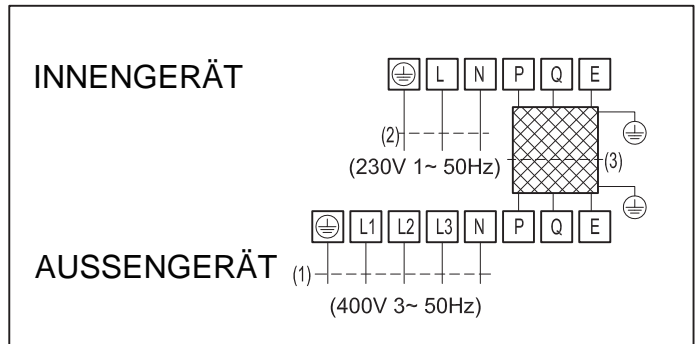 INNENGERÄT
L N P Q E
(2)
(230V 1~ 50Hz)
(3)
L1 L2 L3 N P Q E
AUSSENGERÄT
(1)
(400V 3~ 50Hz)